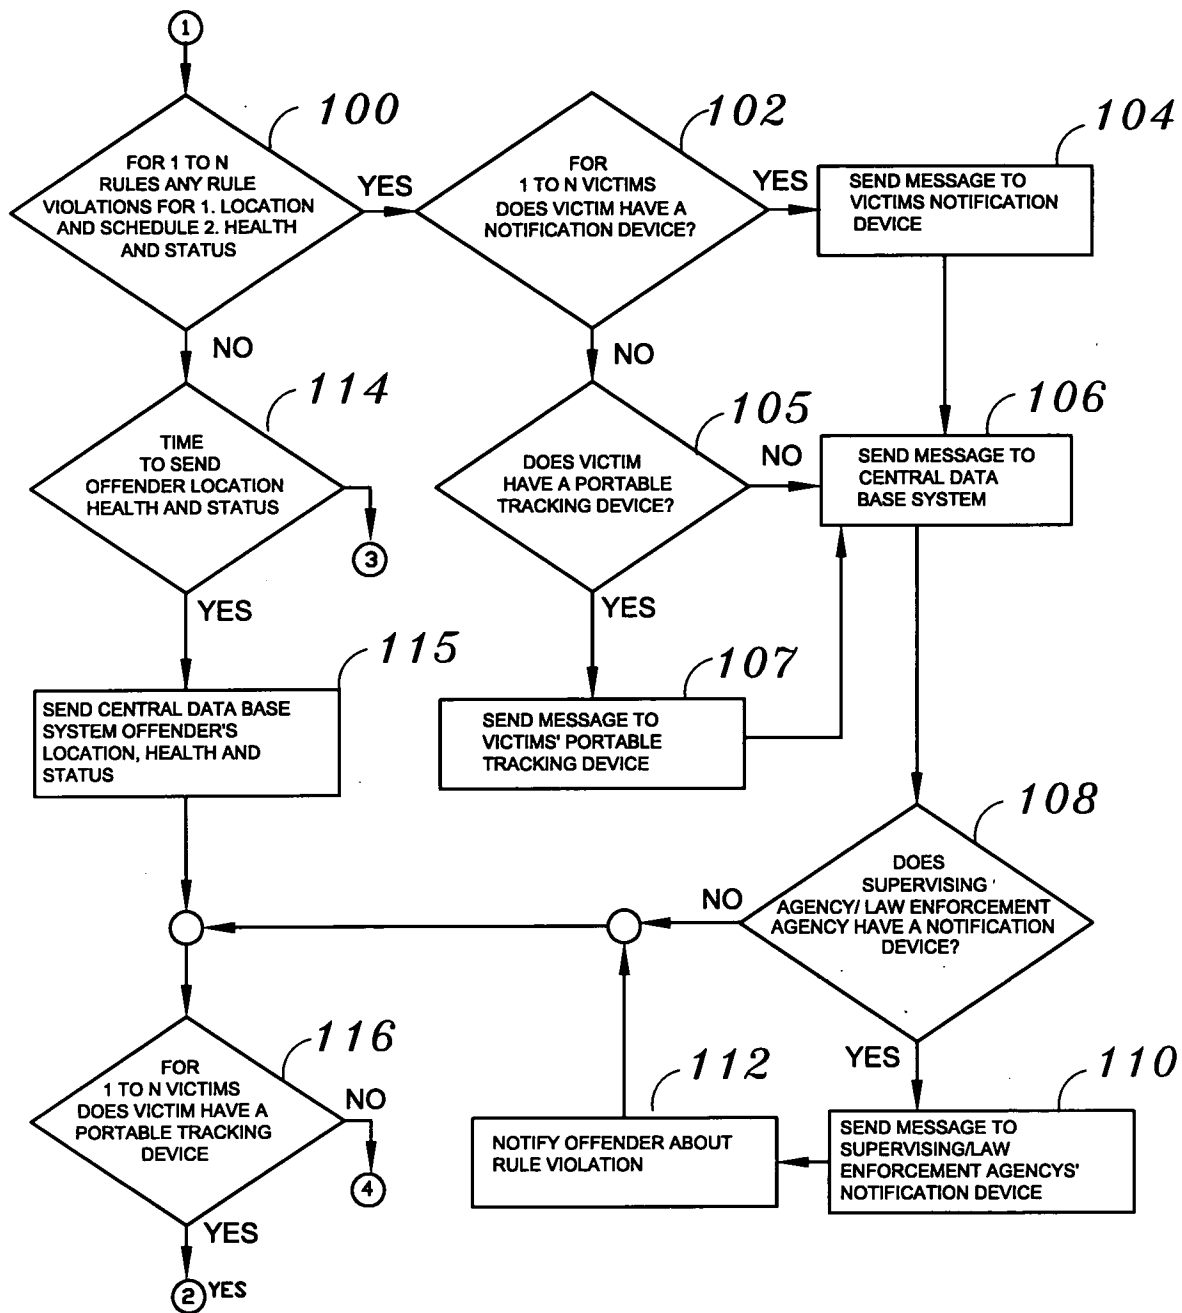 1
100
FOR 1 TO N
RULES ANY RULE
VIOLATIONS FOR 1. LOCATION
AND SCHEDULE 2. HEALTH
AND STATUS
YES
NO
102
FOR
1 TO N VICTIMS
DOES VICTIM HAVE A
NOTIFICATION DEVICE?
YES
NO
104
SEND MESSAGE TO
VICTIMS NOTIFICATION
DEVICE
114
TIME
TO SEND
OFFENDER LOCATION
HEALTH AND STATUS
3
YES
105
DOES VICTIM
HAVE A PORTABLE
TRACKING DEVICE?
NO
YES
106
SEND MESSAGE TO
CENTRAL DATA
BASE SYSTEM
115
SEND CENTRAL DATA BASE
SYSTEM OFFENDER'S
LOCATION, HEALTH AND
STATUS
107
SEND MESSAGE TO
VICTIMS' PORTABLE
TRACKING DEVICE
108
DOES
SUPERVISING
AGENCY/ LAW ENFORCEMENT
AGENCY HAVE A NOTIFICATION
DEVICE?
NO
YES
116
FOR
1 TO N VICTIMS
DOES VICTIM HAVE A
PORTABLE TRACKING
DEVICE
NO
4
YES
2 YES
112
NOTIFY OFFENDER ABOUT
RULE VIOLATION
110
SEND MESSAGE TO
SUPERVISING/LAW
ENFORCEMENT AGENCYS'
NOTIFICATION DEVICE